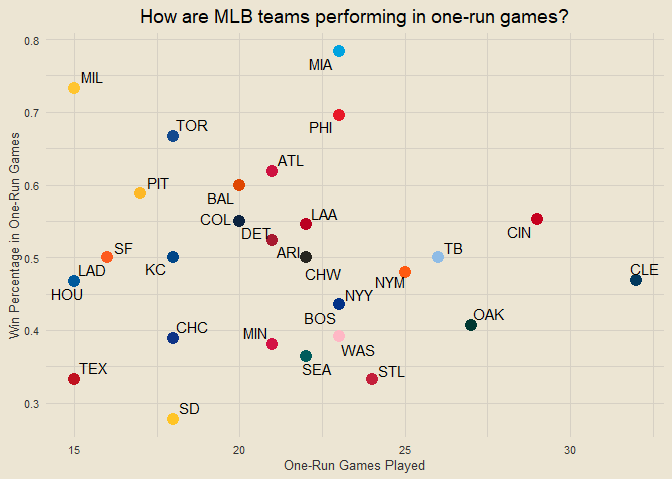 How are MLB teams performing in one-run games?
0.8
MIA
MIL
0.7
PHI
TOR
ATL
PIT
0.6
BAL
COL
LAA
CIN
DET
SF
ARI
TB
0.5
KC
CHW
LAD
NYM
CLE
HOU
NYY
BOS
OAK
0.4
CHC
MIN
WAS
SEA
TEX
STL
SD
0.3
Win Percentage in One-Run Games
15
20
25
30
One-Run Games Played